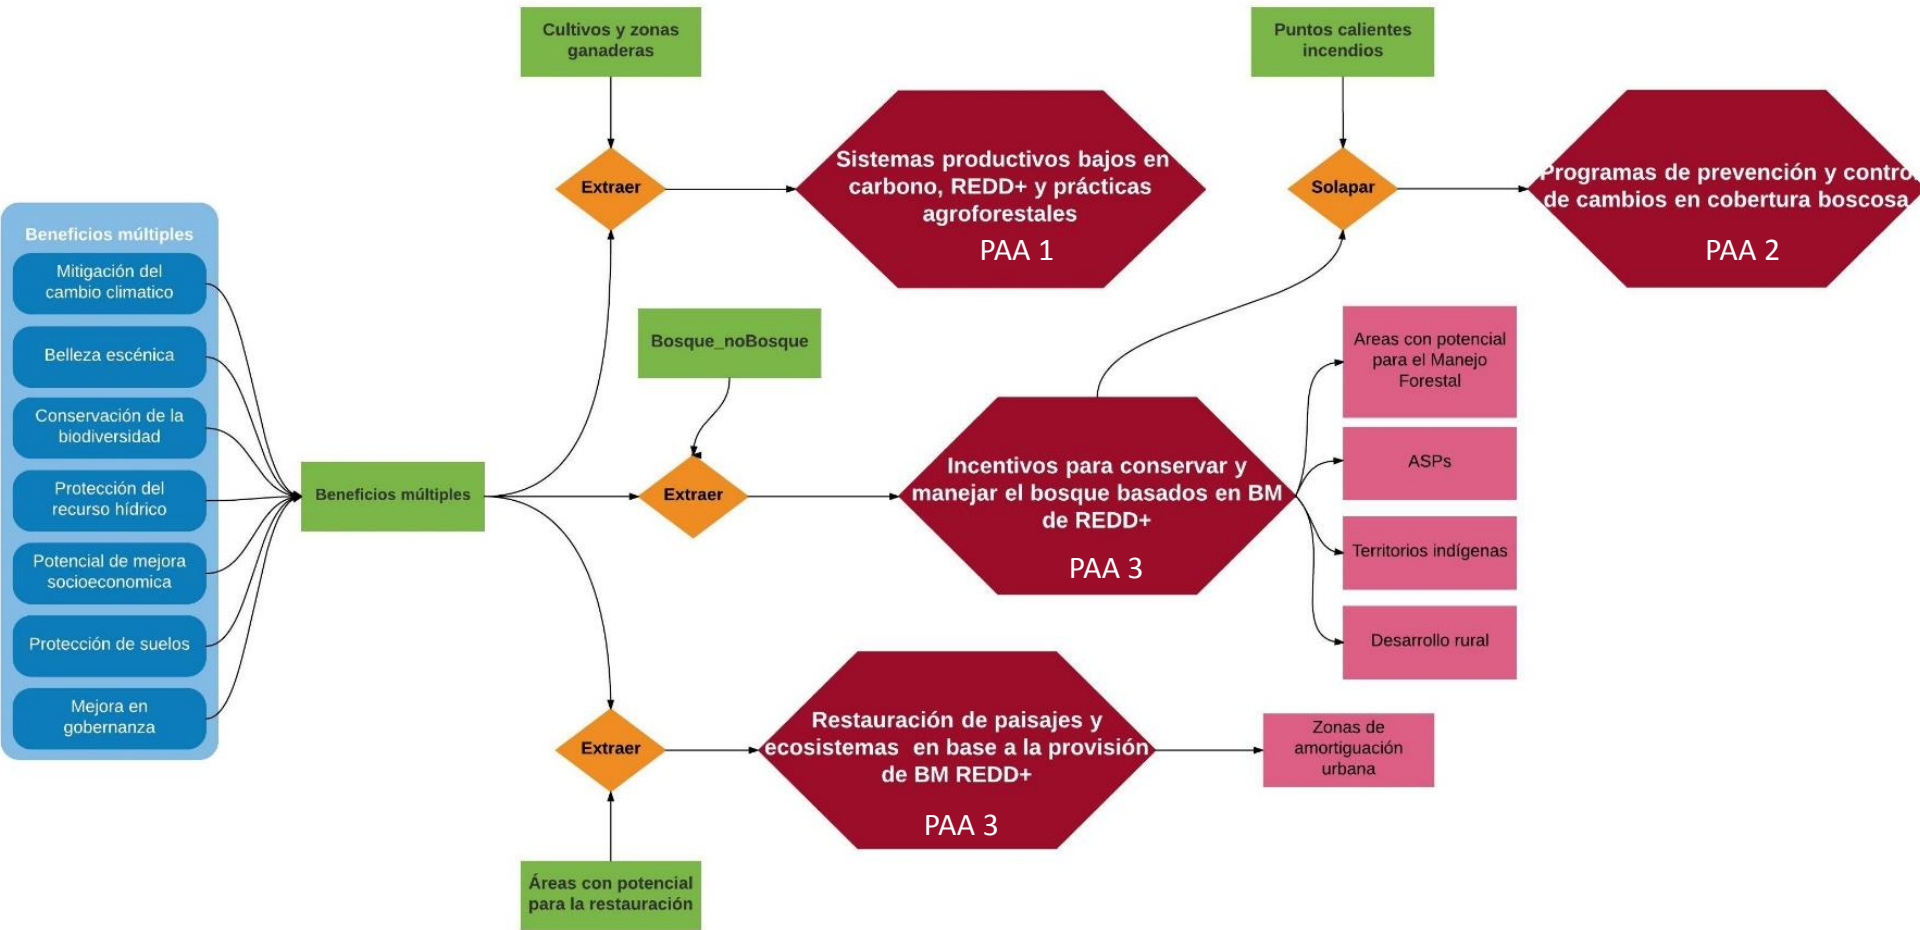 Cultivos y zonas
ganaderas
Puntos calientes
incendios
Extraer
Sistemas productivos bajos en
carbono, REDD+ y prácticas
agroforestales
PAA 1
Solapar
Programas de prevención y contro
de cambios en cobertura boscosa
PAA 2
Beneficios múltiples
Mitigación del
cambio climatico
Belleza escénica
Conservación de la
biodiversidad
Protección del
recurso hídrico
Potencial de mejora
socioeconomica
Protección de suelos
Mejora en
gobernanza
Beneficios múltiples
Bosque_noBosque
Extraer
Incentivos para conservar y
manejar el bosque basados en BM
de REDD+
PAA 3
Areas con potencial
para el Manejo
Forestal
ASPs
Territorios indígenas
Desarrollo rural
Extraer
Restauración de paisajes y
ecosistemas en base a la provisión
de BM REDD+
PAA 3
Zonas de
amortiguación
urbana
Áreas con potencial
para la restauración